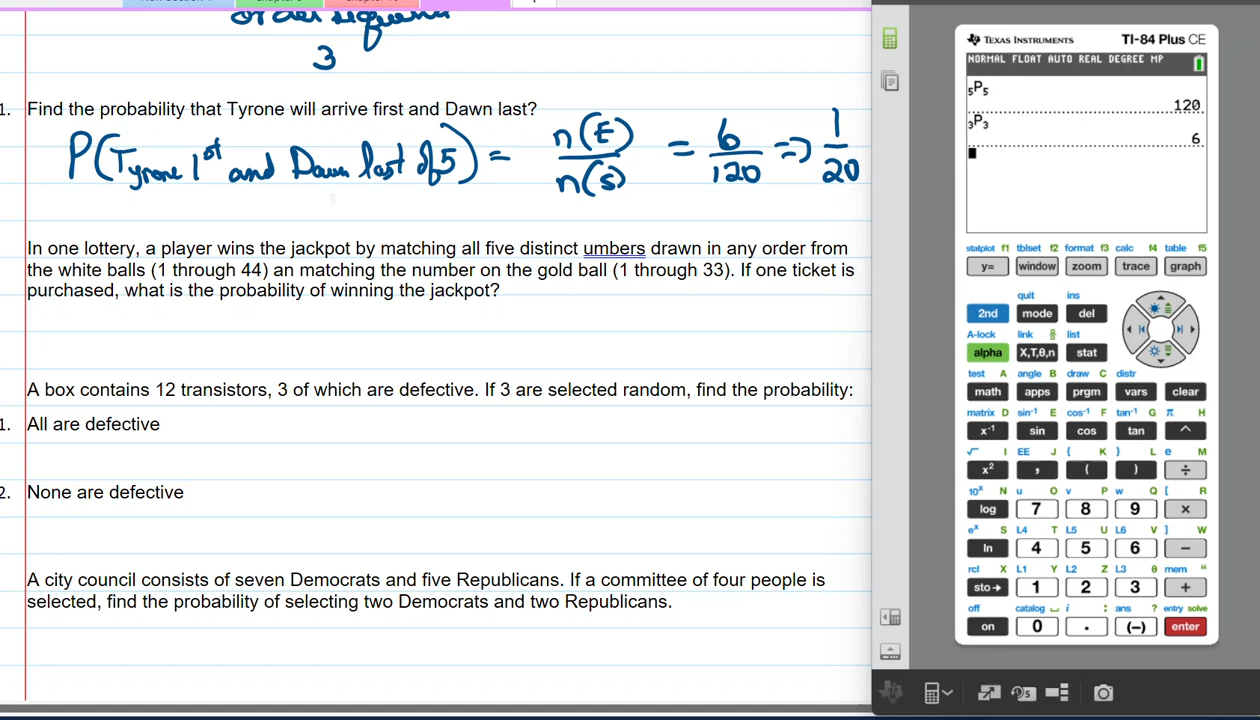 order required
3
1. Find the probability that Tyrone will arrive first and Dawn last?
P(Tyrone 1st and Dawn last of 5) = n(E)/n(S) = 6/120 => 1/20
In one lottery, a player wins the jackpot by matching all five distinct umbers drawn in any order from
the white balls (1 through 44) an matching the number on the gold ball (1 through 33). If one ticket is
purchased, what is the probability of winning the jackpot?
A box contains 12 transistors, 3 of which are defective. If 3 are selected random, find the probability:
1. All are defective
2. None are defective
A city council consists of seven Democrats and five Republicans. If a committee of four people is
selected, find the probability of selecting two Democrats and two Republicans.
TEXAS INSTRUMENTS TI-84 Plus CE
NORMAL FLOAT AUTO REAL DEGREE MP
5P5
120
3P3
6
statplot f1 tblset f2 format f3 calc f4 table f5
y= window zoom trace graph
quit ins
2nd mode del
A-lock link list
alpha X,T,θ,n stat
test A angle B draw C distr
math apps prgm vars clear
matrix D sin-1 E cos-1 F tan-1 G π H
x-1 sin cos tan ^
√ I EE J { K } L e M
x2 , ( ) ÷
10x N u O v P w Q [ R
log 7 8 9 ×
ex S L4 T L5 U L6 V ] W
ln 4 5 6 −
rcl X L1 Y L2 Z L3 θ mem "
sto→ 1 2 3 +
off catalog i : ans ? entry solve
on 0 . (−) enter